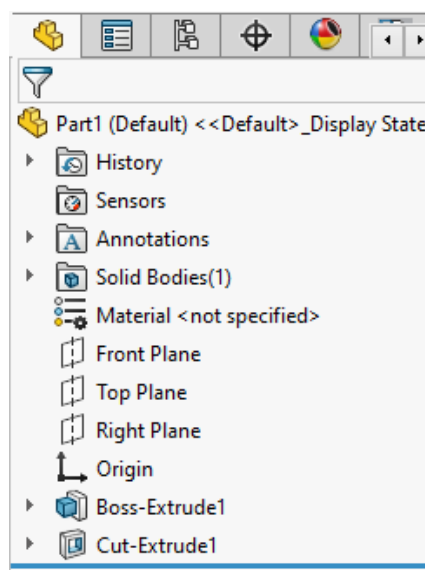 Part1 (Default) <<Default>_Display State
History
Sensors
A Annotations
Solid Bodies(1)
Material <not specified>
Front Plane
Top Plane
Right Plane
Origin
Boss-Extrude1
Cut-Extrude1